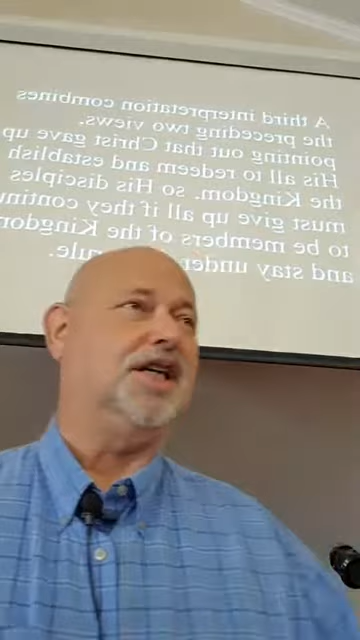 A third interpretation combines
the preceding two views,
pointing out that Christ gave up
His all to redeem and establish
the Kingdom, so His disciples
must give up all if they continu
to be members of the Kingdom
and stay under rule.